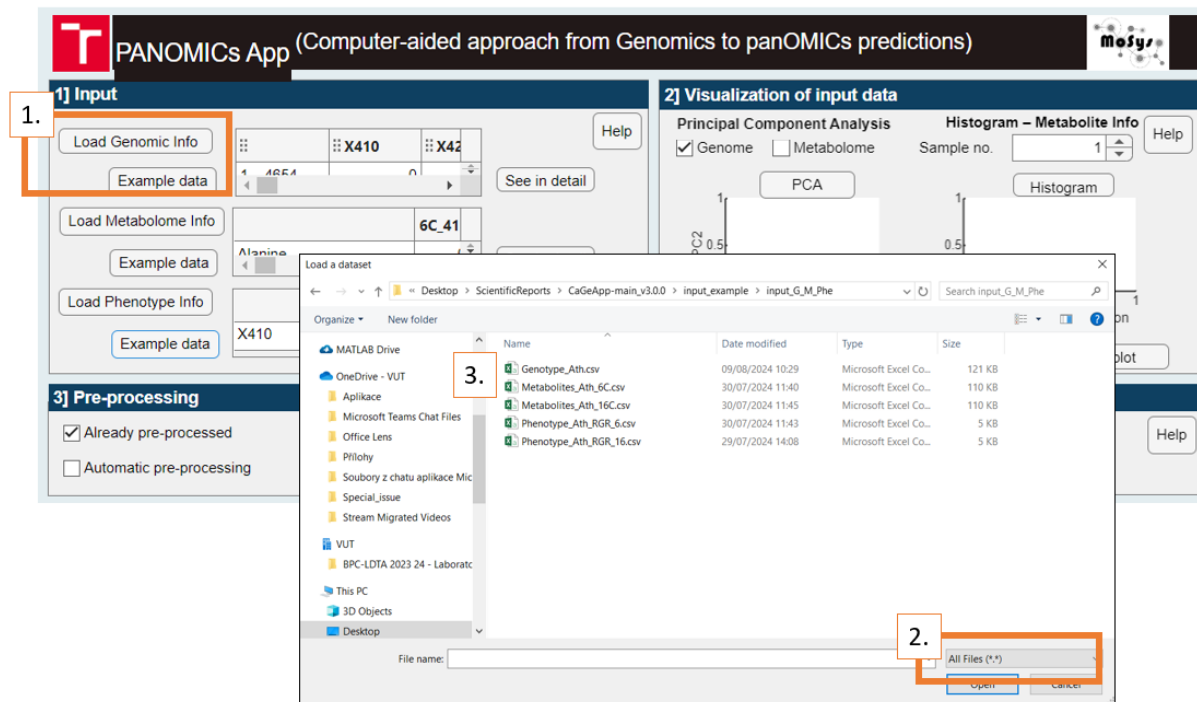 PANOMICs App (Computer-aided approach from Genomics to panOMICs predictions)
MoSys
1] Input
1.
Load Genomic Info
X410
X42
Help
Example data
1
4654
0
See in detail
Load Metabolome Info
6C_41
Alanine
Example data
Load Phenotype Info
X410
Example data
2] Visualization of input data
Principal Component Analysis
Histogram – Metabolite Info
Help
Genome
Metabolome
Sample no.
1
PCA
Histogram
1
PC2
0.5
1
0.5
1
on
plot
3] Pre-processing
Already pre-processed
Automatic pre-processing
Help
Load a dataset
« Desktop > ScientificReports > CaGeApp-main_v3.0.0 > input_example > input_G_M_Phe
Search input_G_M_Phe
Organize
New folder
MATLAB Drive
OneDrive - VUT
Aplikace
Microsoft Teams Chat Files
Office Lens
Přílohy
Soubory z chatu aplikace Mic
Special_issue
Stream Migrated Videos
VUT
BPC-LDTA 2023 24 - Laboratc
This PC
3D Objects
Desktop
3.
Name Date modified Type Size
Genotype_Ath.csv 09/08/2024 10:29 Microsoft Excel Co... 121 KB
Metabolites_Ath_6C.csv 30/07/2024 11:40 Microsoft Excel Co... 110 KB
Metabolites_Ath_16C.csv 30/07/2024 11:45 Microsoft Excel Co... 110 KB
Phenotype_Ath_RGR_6.csv 30/07/2024 11:43 Microsoft Excel Co... 5 KB
Phenotype_Ath_RGR_16.csv 29/07/2024 14:08 Microsoft Excel Co... 5 KB
2.
File name:
All Files (*.*)
Open
Cancel